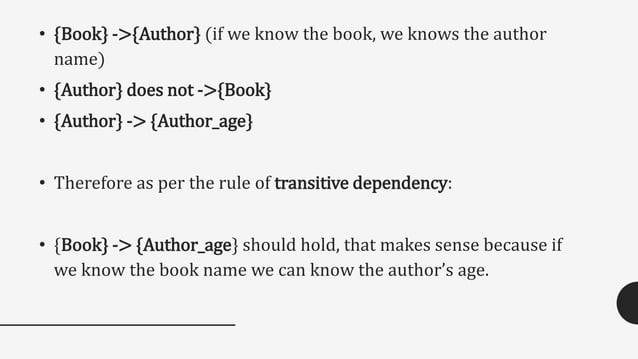 • {Book} ->{Author} (if we know the book, we knows the author
name)
• {Author} does not ->{Book}
• {Author} -> {Author_age}
• Therefore as per the rule of transitive dependency:
• {Book} -> {Author_age} should hold, that makes sense because if
we know the book name we can know the author’s age.